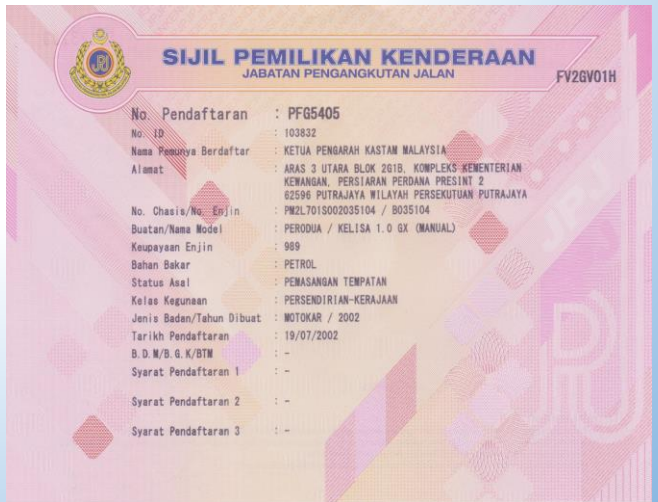 SIJIL PEMILIKAN KENDERAAN
JABATAN PENGANGKUTAN JALAN
FV2GV01H
No. Pendaftaran : PFG5405
No. ID : 103832
Nama Pemunya Berdaftar : KETUA PENGARAH KASTAM MALAYSIA
Alamat : ARAS 3 UTARA BLOK 2G1B, KOMPLEKS KEMENTERIAN
KEWANGAN, PERSIARAN PERDANA PRESINT 2
62596 PUTRAJAYA WILAYAH PERSEKUTUAN PUTRAJAYA
No. Chasis/No. Enjin : PM2L701S002035104 / B035104
Buatan/Nama Model : PERODUA / KELISA 1.0 GX (MANUAL)
Keupayaan Enjin : 989
Bahan Bakar : PETROL
Status Asal : PEMASANGAN TEMPATAN
Kelas Kegunaan : PERSENDIRIAN-KERAJAAN
Jenis Badan/Tahun Dibuat : MOTOKAR / 2002
Tarikh Pendaftaran : 19/07/2002
B.D.M/B.G.K/BTM : -
Syarat Pendaftaran 1 : -
Syarat Pendaftaran 2 : -
Syarat Pendaftaran 3 : -
JPJ